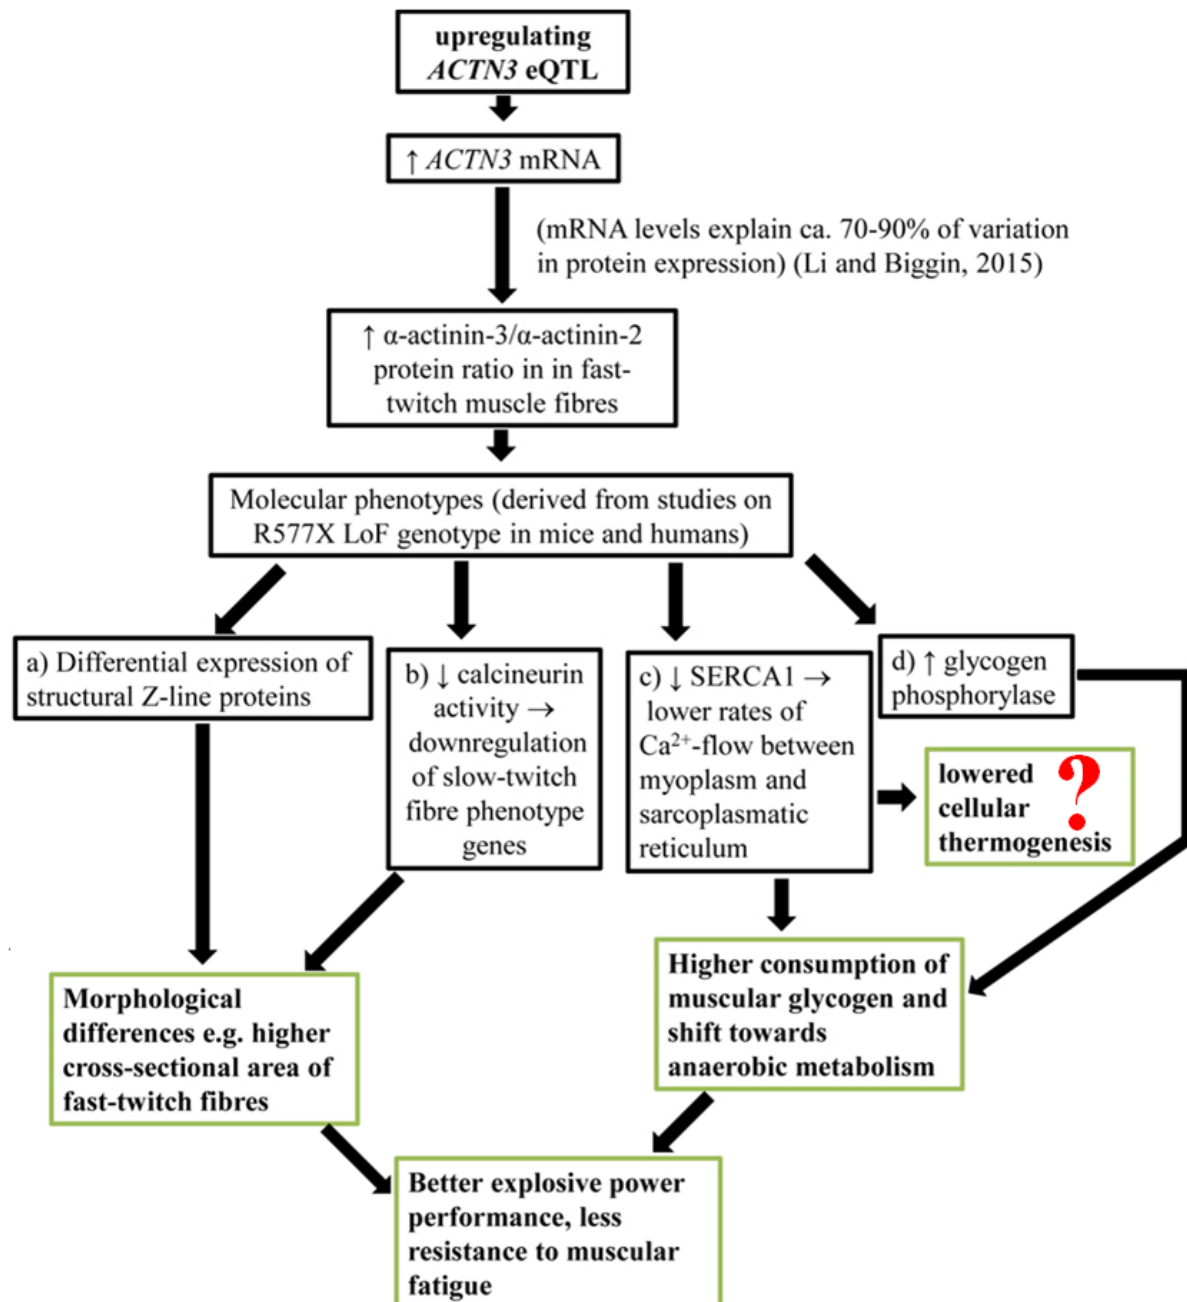 upregulating
ACTN3 eQTL
↑ ACTN3 mRNA
(mRNA levels explain ca. 70-90% of variation
in protein expression) (Li and Biggin, 2015)
↑ α-actinin-3/α-actinin-2
protein ratio in in fast-
twitch muscle fibres
Molecular phenotypes (derived from studies on
R577X LoF genotype in mice and humans)
a) Differential expression of
structural Z-line proteins
b) ↓ calcineurin
activity →
downregulation
of slow-twitch
fibre phenotype
genes
c) ↓ SERCA1 →
lower rates of
Ca²⁺-flow between
myoplasm and
sarcoplasmatic
reticulum
d) ↑ glycogen
phosphorylase
lowered
cellular
thermogenesis
?
Morphological
differences e.g. higher
cross-sectional area of
fast-twitch fibres
Higher consumption of
muscular glycogen and
shift towards
anaerobic metabolism
Better explosive power
performance, less
resistance to muscular
fatigue